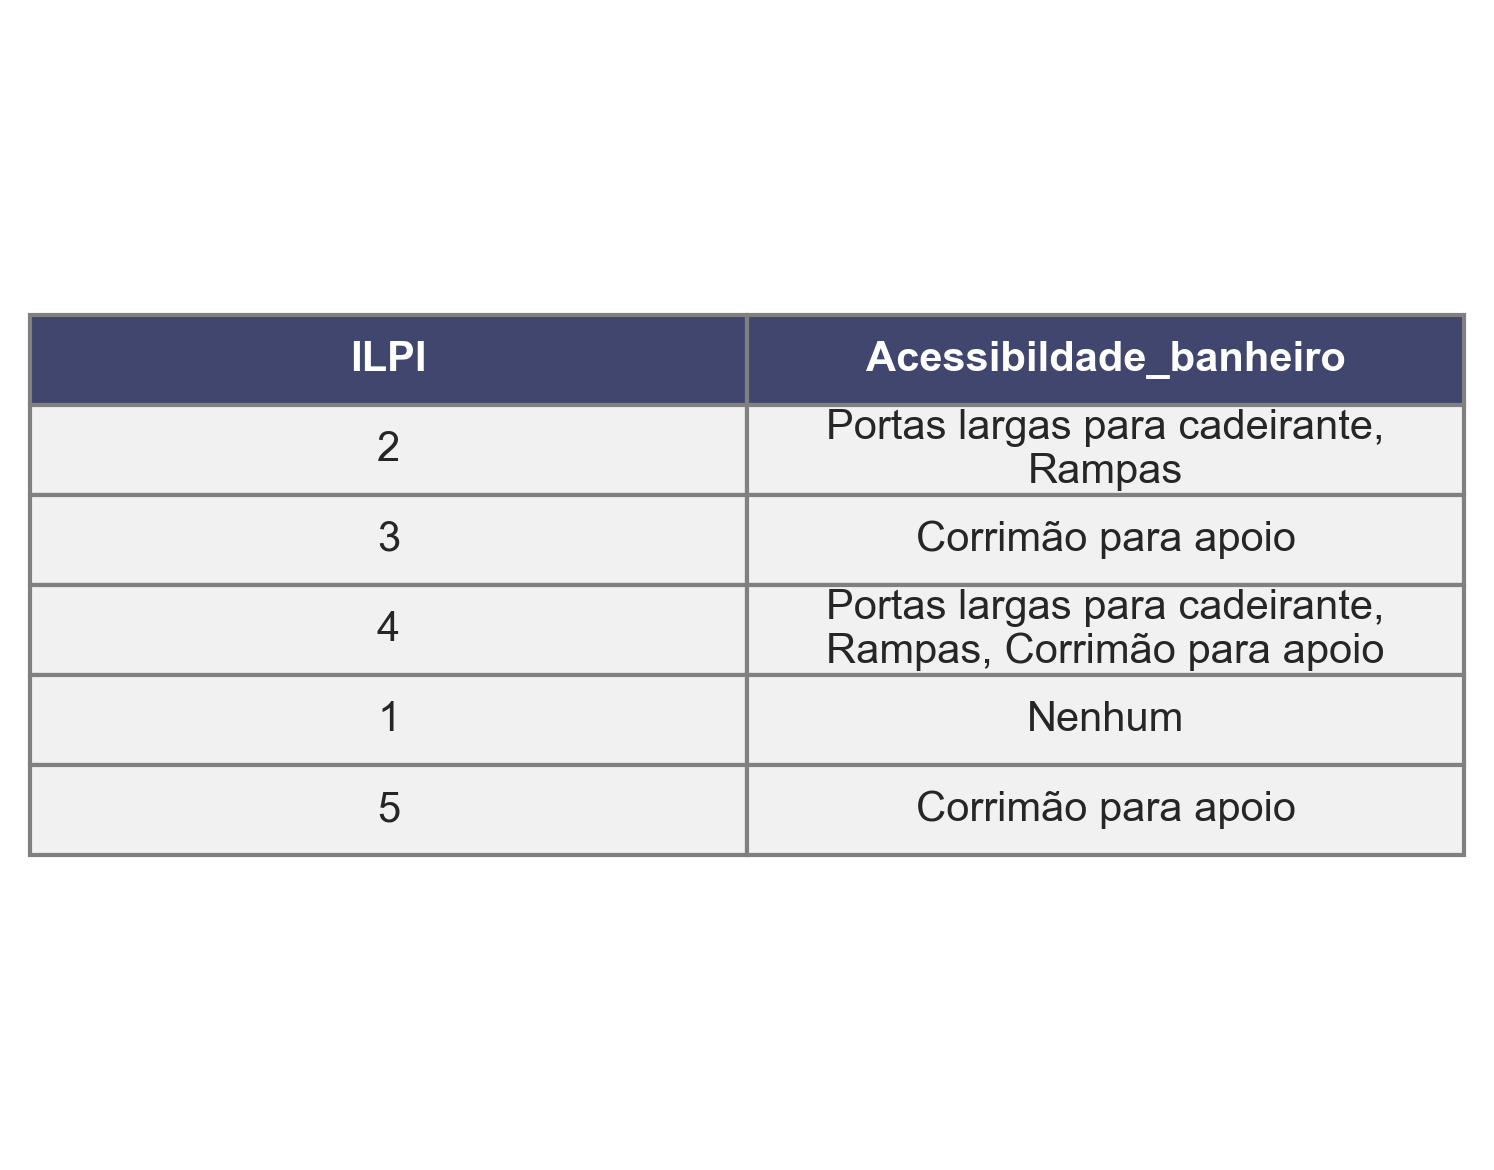 ILPI Acessibildade_banheiro
2 Portas largas para cadeirante,
Rampas
3 Corrimão para apoio
4 Portas largas para cadeirante,
Rampas, Corrimão para apoio
1 Nenhum
5 Corrimão para apoio